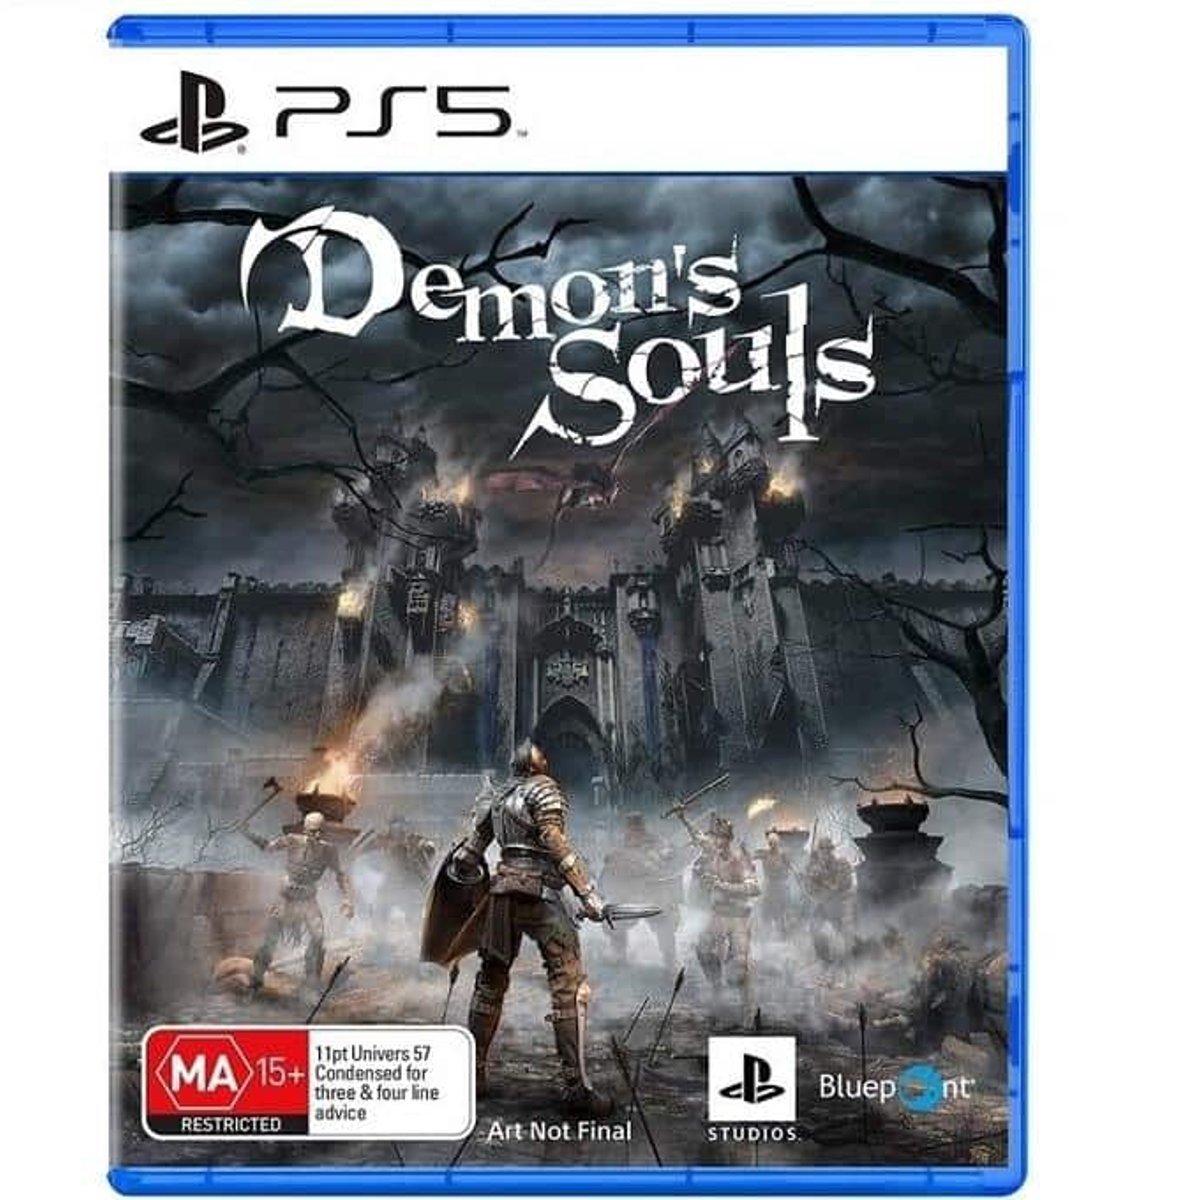 PS5™
Demon's
Souls
MA 15+
RESTRICTED
11pt Univers 57
Condensed for
three & four line
advice
Art Not Final
STUDIOS
Bluepoint